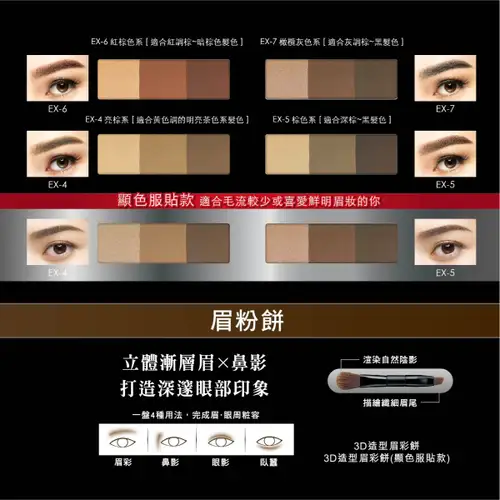 EX-6 紅棕色系 [ 適合紅調棕~暗棕色髮色 ]
EX-7 橄欖灰色系 [ 適合灰調棕~黑髮色 ]
EX-6
EX-7
EX-4 亮棕系 [ 適合黃色調的明亮茶色系髮色 ]
EX-5 棕色系 [ 適合深棕~黑髮色 ]
EX-4
EX-5
顯色服貼款 適合毛流較少或喜愛鮮明眉妝的你
EX-4
EX-5
眉粉餅
立體漸層眉×鼻影
打造深邃眼部印象
一盤4種用法，完成眉·眼周粧容
眉彩
鼻影
眼影
臥蠶
渲染自然陰影
描繪纖細眉尾
3D造型眉彩餅
3D造型眉彩餅(顯色服貼款)